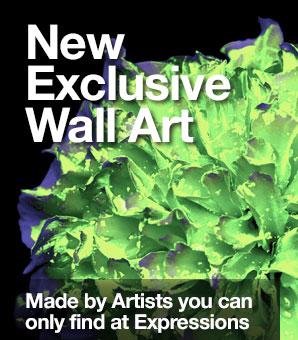 New
Exclusive
Wall Art
Made by Artists you can
only find at Expressions